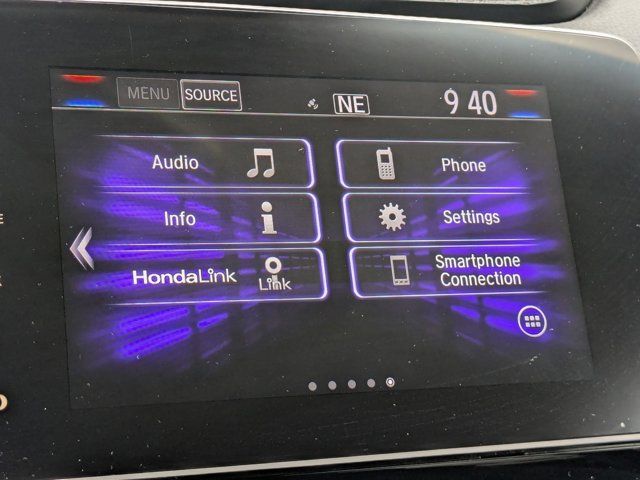 MENU SOURCE NE 9 40
Audio
Phone
Info
Settings
HondaLink Link
Smartphone
Connection